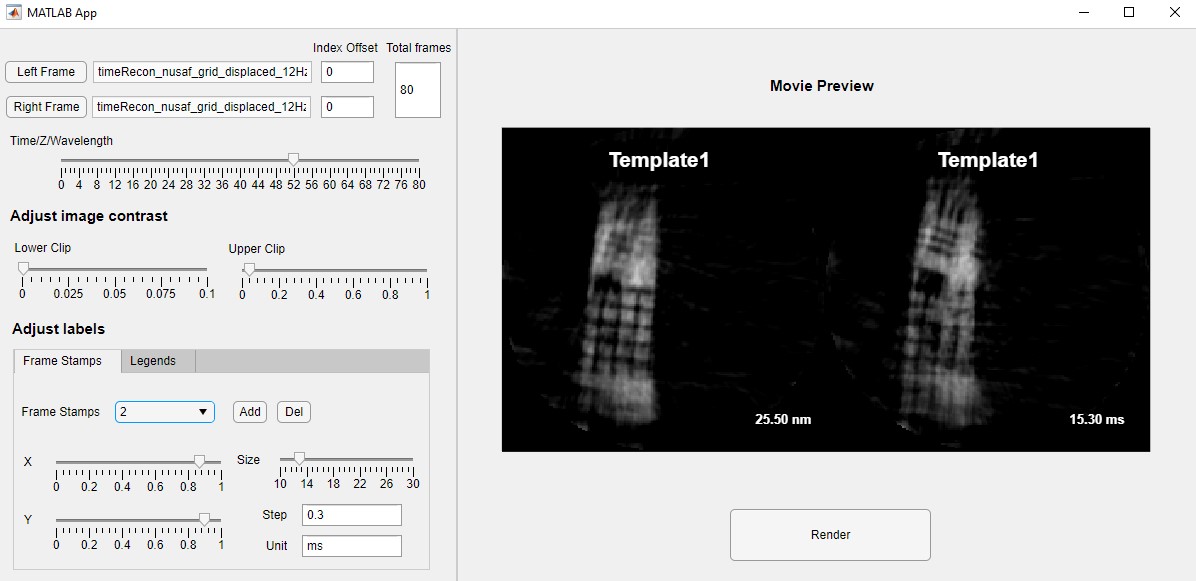 MATLAB App
Index Offset Total frames
Left Frame timeRecon_nusaf_grid_displaced_12Hz 0
80
Right Frame timeRecon_nusaf_grid_displaced_12Hz 0
Time/Z/Wavelength
0 4 8 12 16 20 24 28 32 36 40 44 48 52 56 60 64 68 72 76 80
Adjust image contrast
Lower Clip Upper Clip
0 0.025 0.05 0.075 0.1 0 0.2 0.4 0.6 0.8 1
Adjust labels
Frame Stamps Legends
Frame Stamps 2 Add Del
X Size
0 0.2 0.4 0.6 0.8 1 10 14 18 22 26 30
Y Step 0.3
0 0.2 0.4 0.6 0.8 1 Unit ms
Movie Preview
Template1 Template1
25.50 nm 15.30 ms
Render